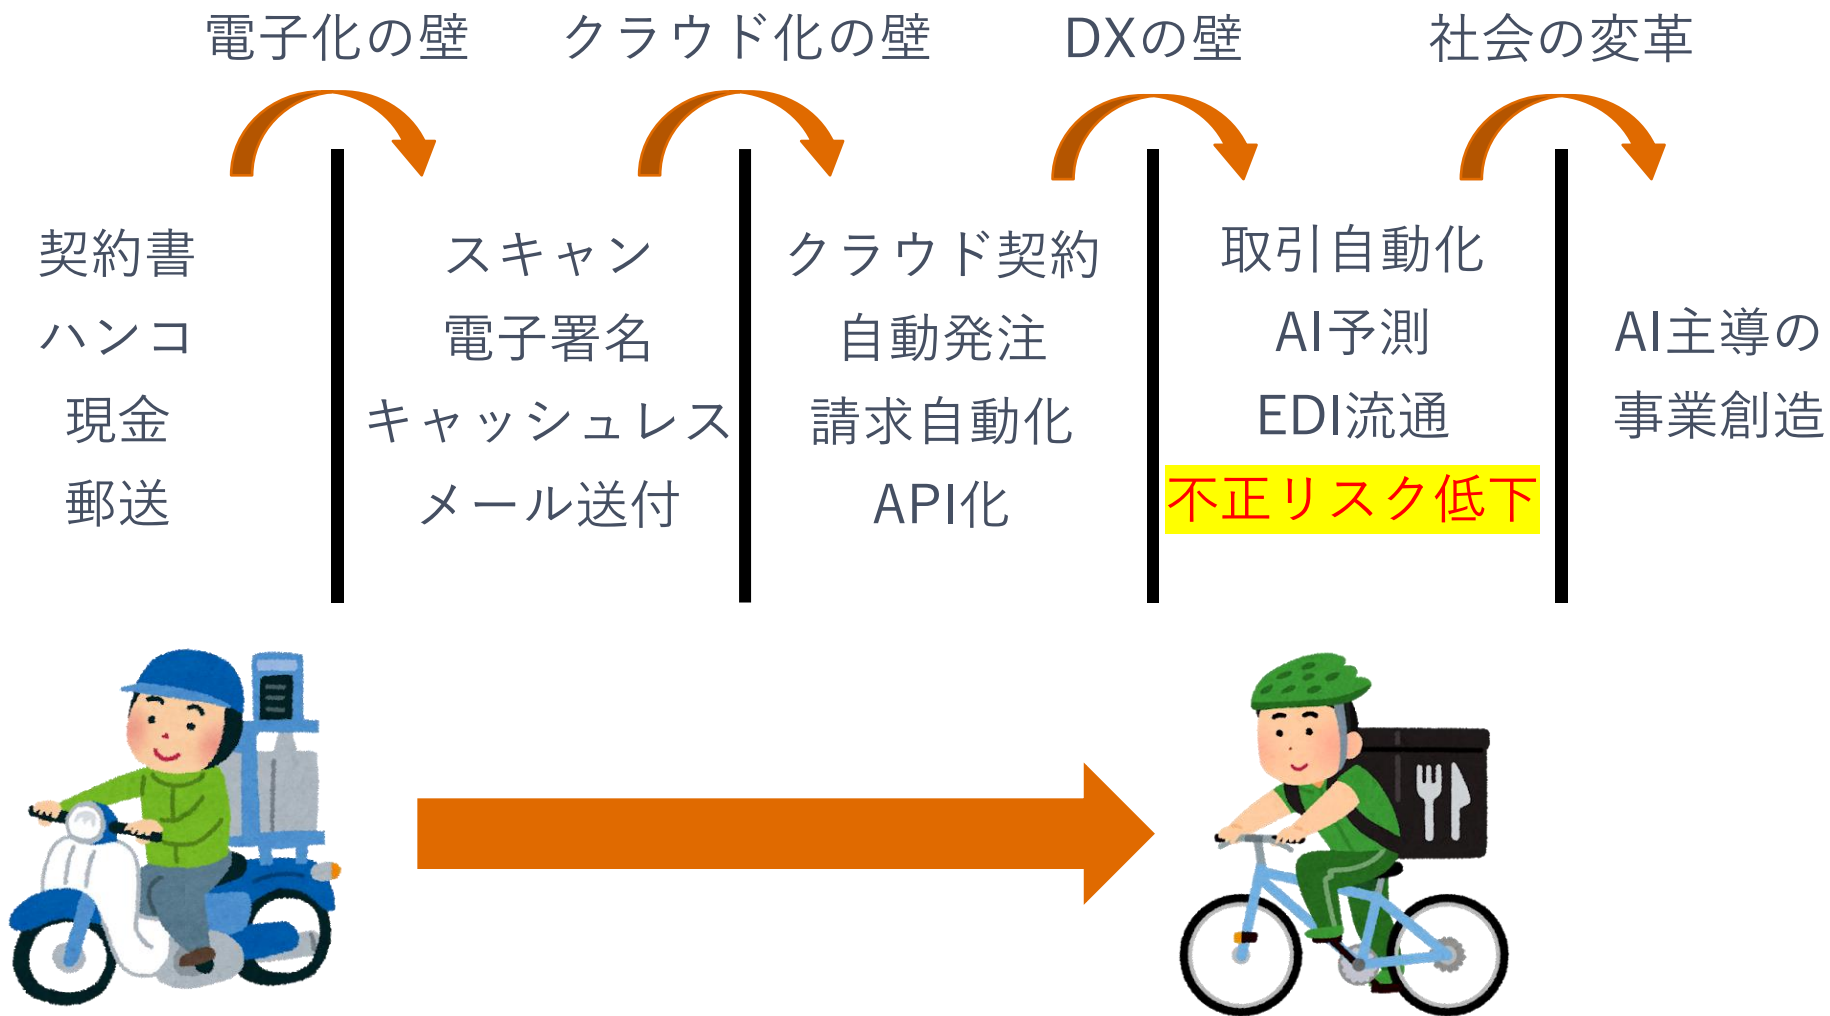 電子化の壁
クラウド化の壁
DXの壁
社会の変革
契約書
ハンコ
現金
郵送
スキャン
電子署名
キャッシュレス
メール送付
クラウド契約
自動発注
請求自動化
API化
取引自動化
AI予測
EDI流通
不正リスク低下
AI主導の
事業創造